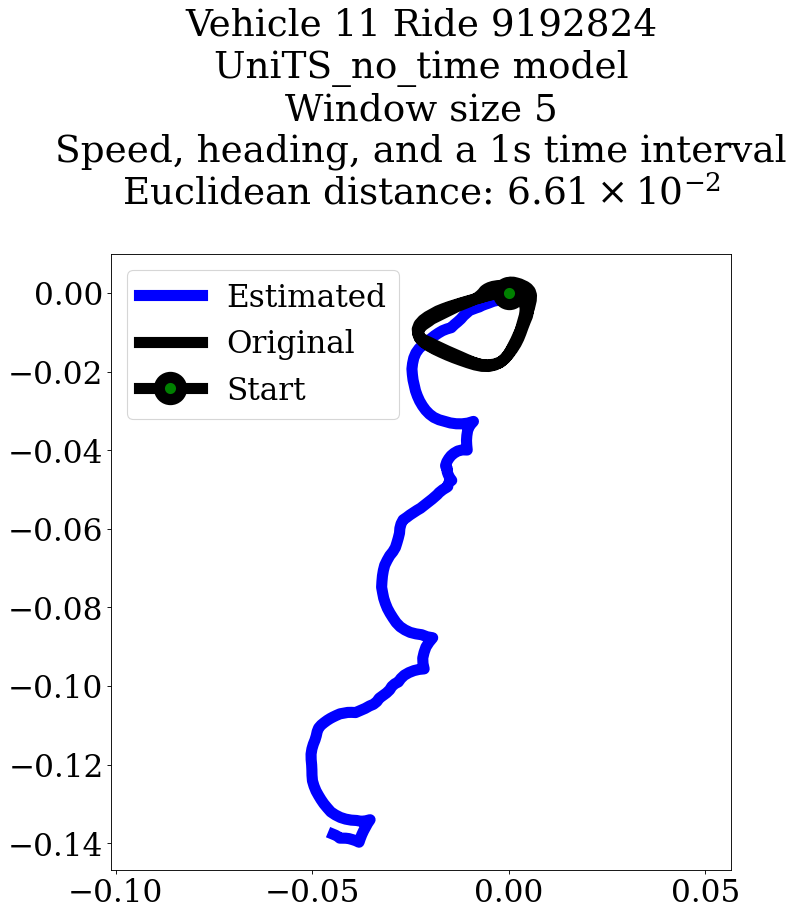 Vehicle 11 Ride 9192824
UniTS_no_time model
Window size 5
Speed, heading, and a 1s time interval
Euclidean distance: 6.61 × 10⁻²
Estimated
Original
Start
0.00
−0.02
−0.04
−0.06
−0.08
−0.10
−0.12
−0.14
−0.10
−0.05
0.00
0.05